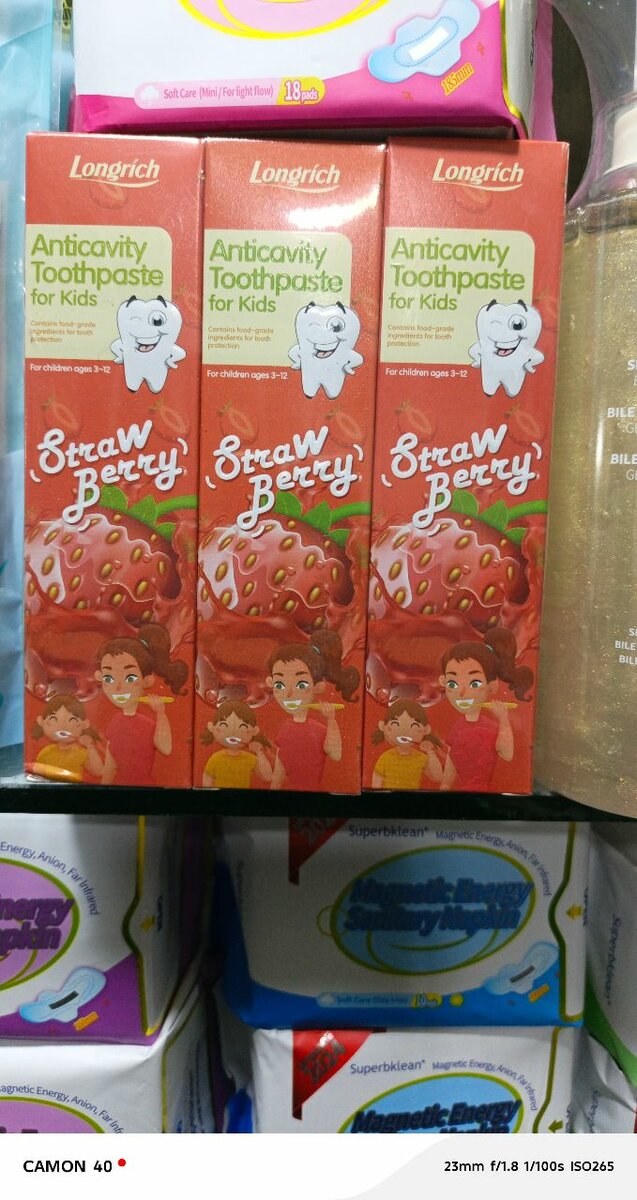 Soft Care (Mini/For light flow) 18 pads
185mm
Longrich
Anticavity
Toothpaste
for Kids
Contains food-grade
ingredients for tooth
protection
For children ages 3-12
Straw
Berry
Longrich
Anticavity
Toothpaste
for Kids
Contains food-grade
ingredients for tooth
protection
For children ages 3-12
Straw
Berry
Longrich
Anticavity
Toothpaste
for Kids
Contains food-grade
ingredients for tooth
protection
For children ages 3-12
Straw
Berry
BILE
BILE
BILE
BILI
Energy, Anion, Far Infrared
Superbklean* Magnetic Energy, Anion, Far Infrared
Magnetic Energy
Sanitary Napkin
Superbklean* Magnetic Energy, Anion, Far Infrared
Magnetic Energy
CAMON 40
23mm f/1.8 1/100s ISO265